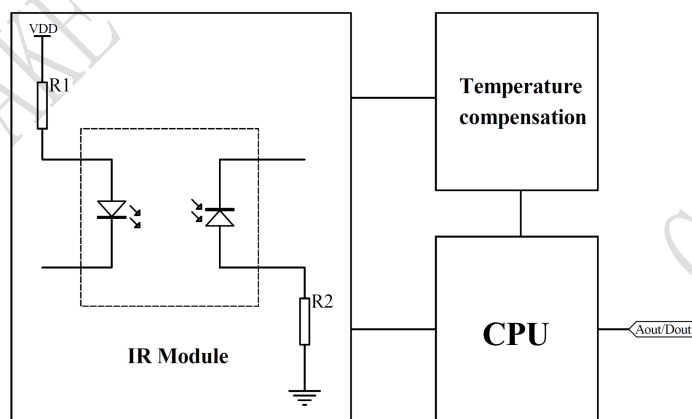 VDD
R1
Temperature
compensation
R2
IR Module
CPU
Aout/Dout